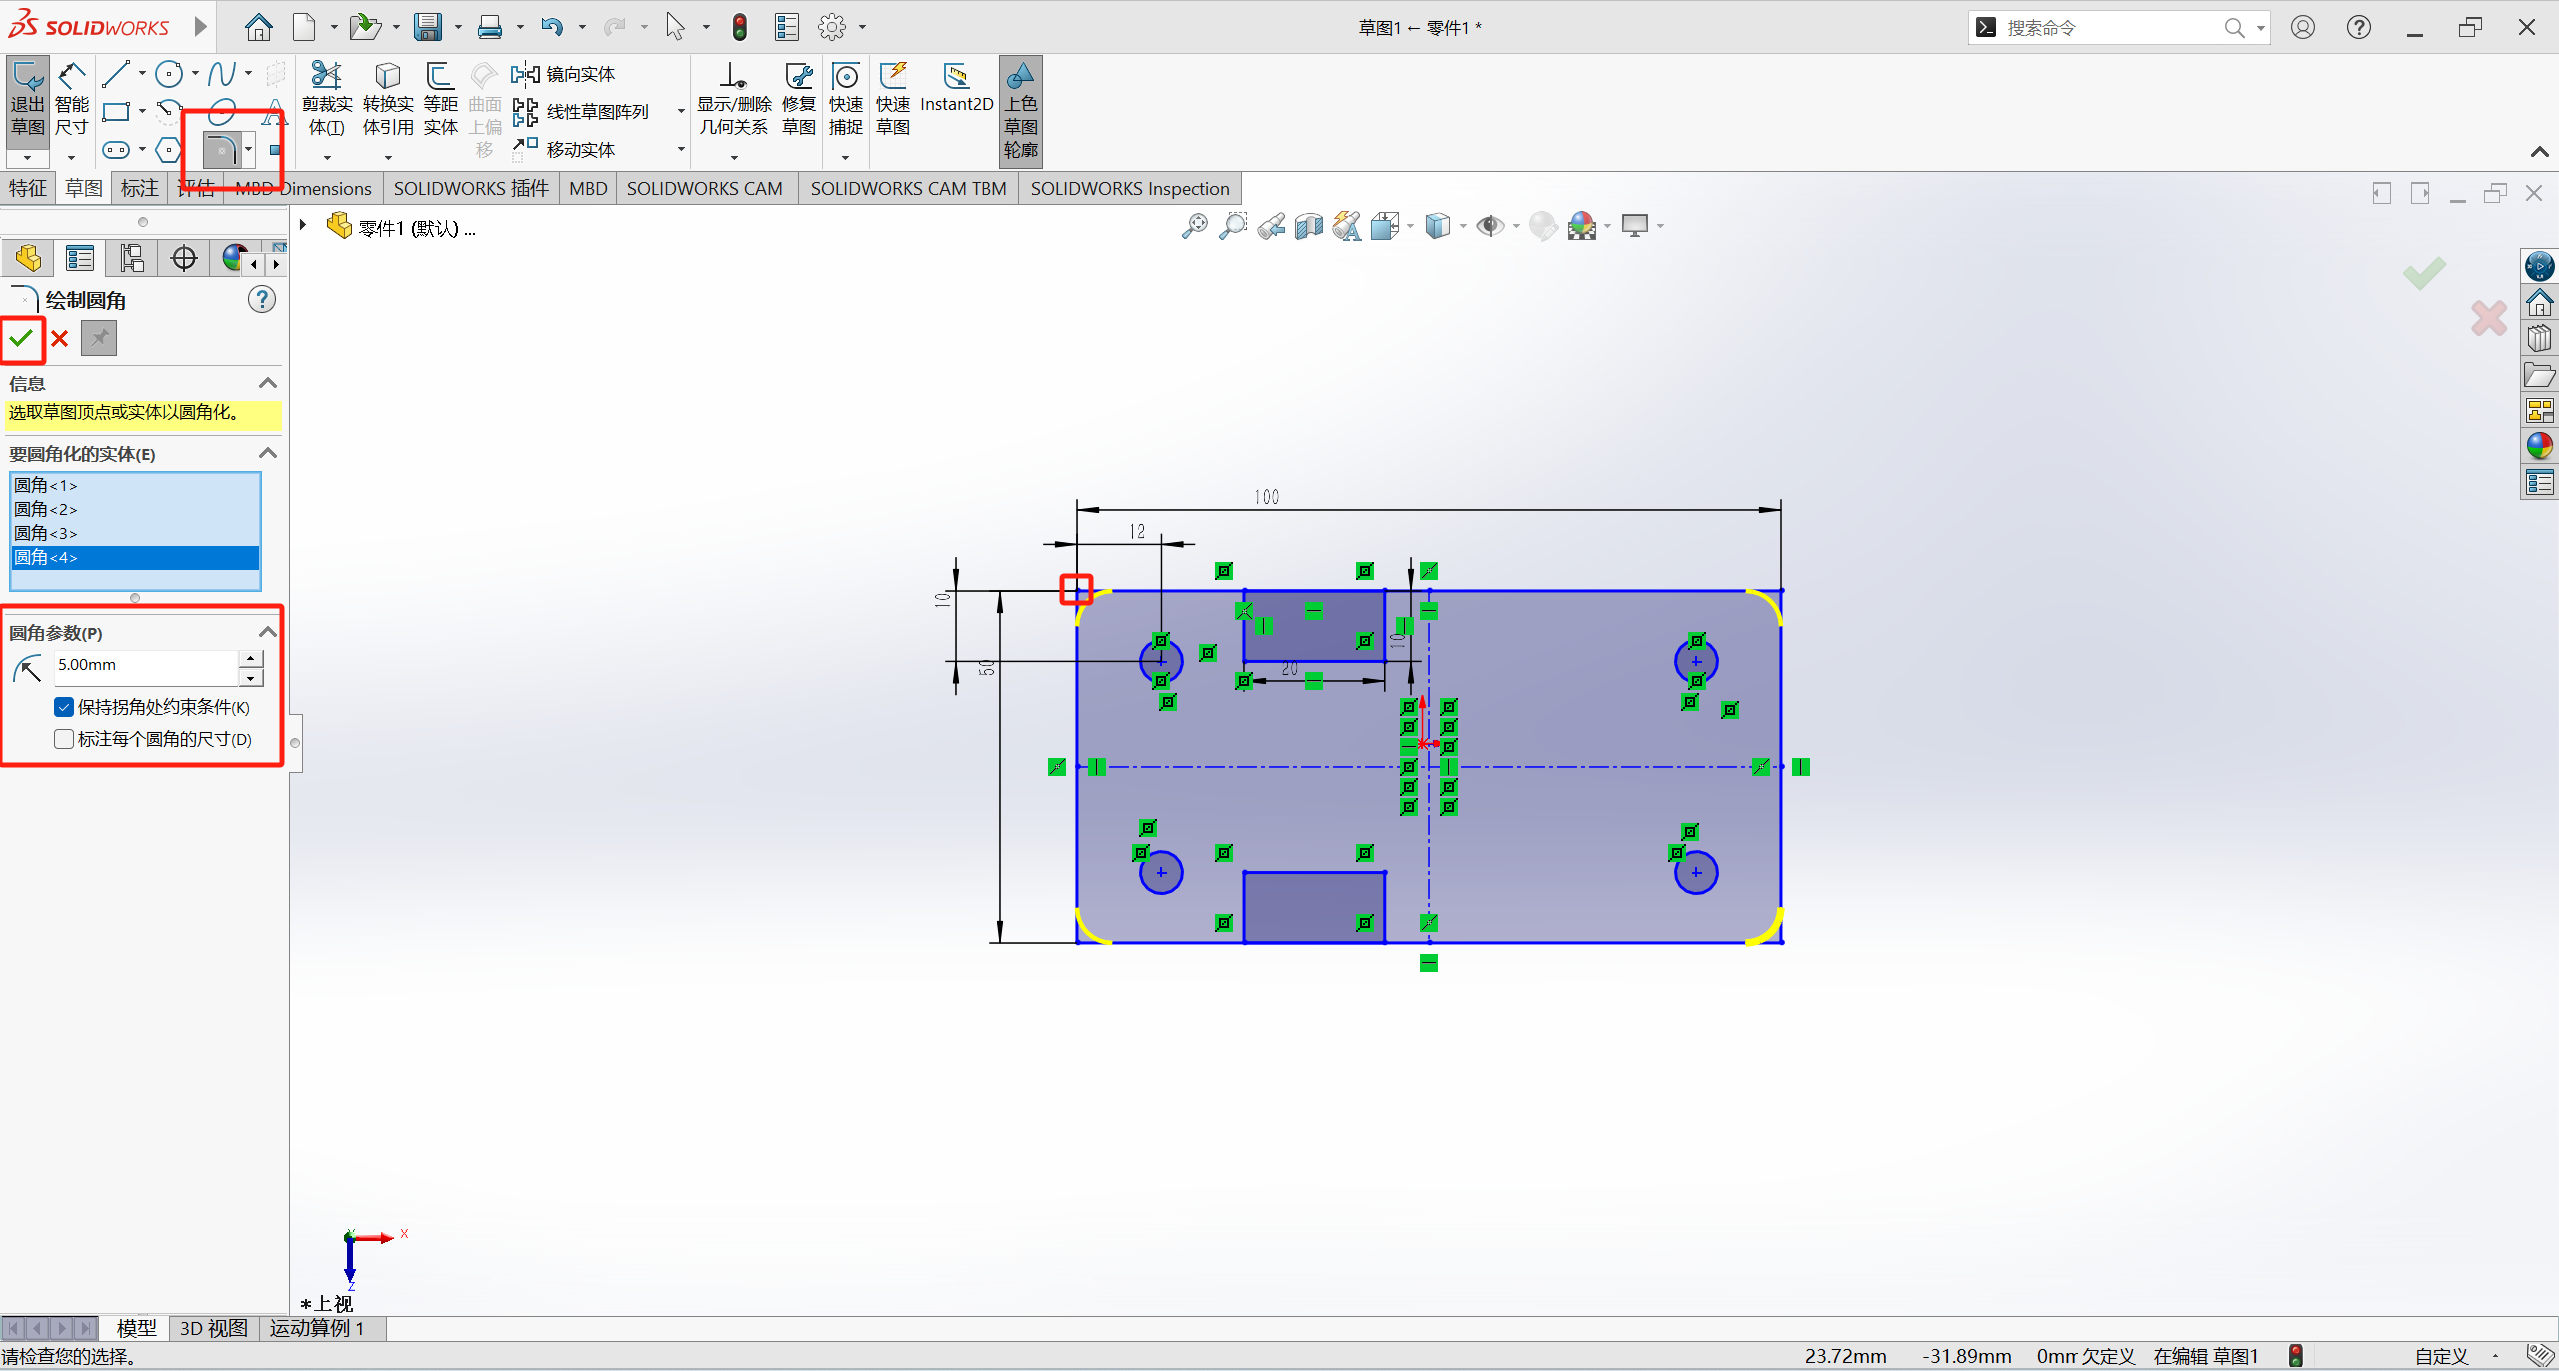 SOLIDWORKS
草图1 ← 零件1 *
搜索命令
退出草图
智能尺寸
剪裁实体(T)
转换实体引用
等距实体
曲面上偏移
镜向实体
线性草图阵列
移动实体
显示/删除几何关系
修复草图
快速捕捉
快速草图
Instant2D
上色草图轮廓
特征
草图
标注
评估
MBD Dimensions
SOLIDWORKS 插件
MBD
SOLIDWORKS CAM
SOLIDWORKS CAM TBM
SOLIDWORKS Inspection
零件1 (默认) ...
绘制圆角
信息
选取草图顶点或实体以圆角化。
要圆角化的实体(E)
圆角<1>
圆角<2>
圆角<3>
圆角<4>
圆角参数(P)
5.00mm
保持拐角处约束条件(K)
标注每个圆角的尺寸(D)
100
12
10
50
10
20
X
Y
Z
*上视
模型
3D 视图
运动算例 1
请检查您的选择。
23.72mm
-31.89mm
0mm 欠定义
在编辑 草图1
自定义